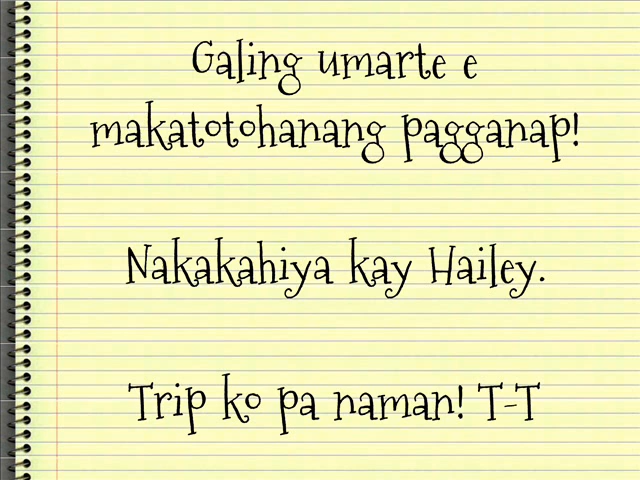 Galing umarte e
makatotohanang pagganap!
Nakakahiya kay Hailey.
Trip ko pa naman! T-T